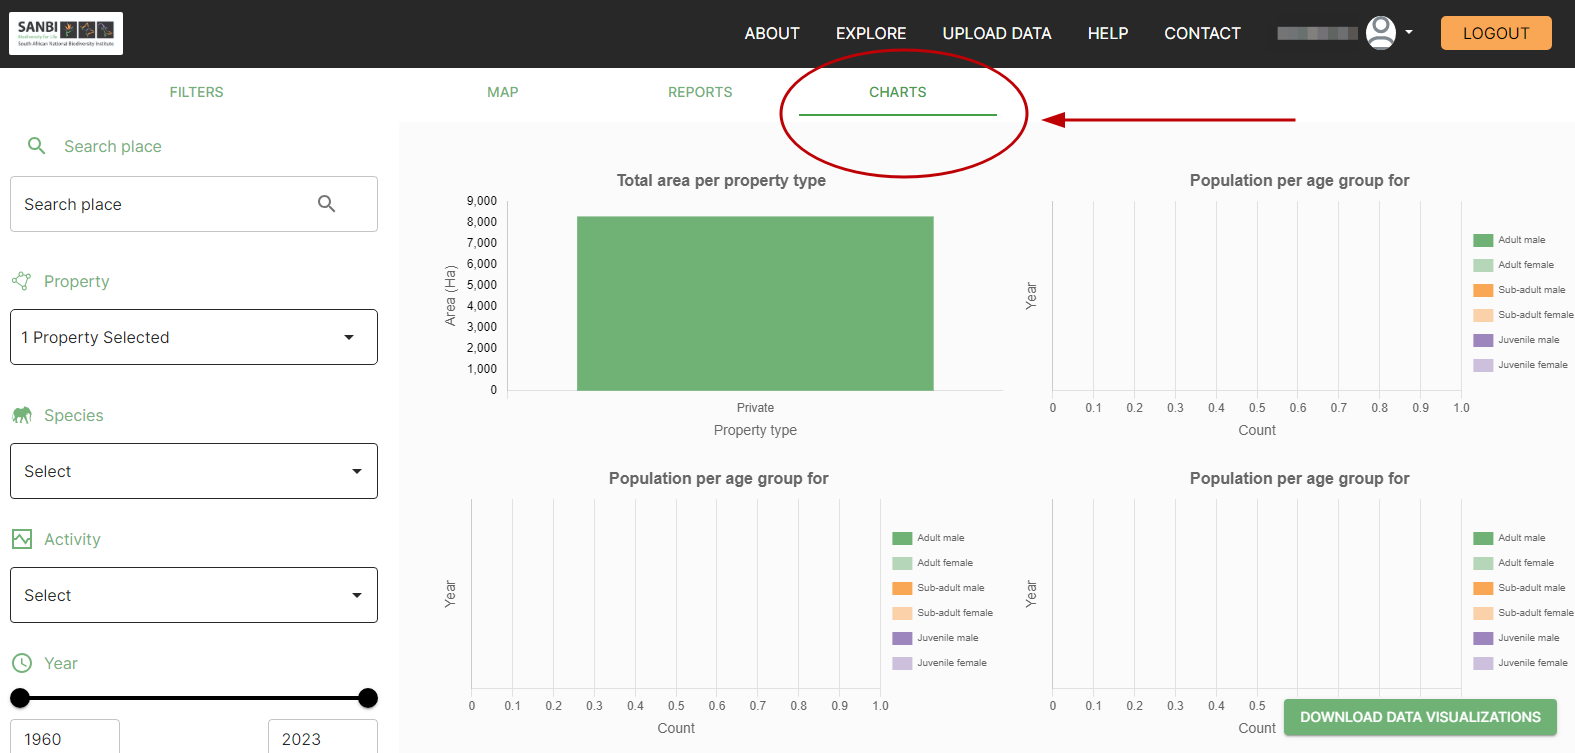 SANBI
Biodiversity for Life
South African National Biodiversity Institute
ABOUT
EXPLORE
UPLOAD DATA
HELP
CONTACT
LOGOUT
FILTERS
MAP
REPORTS
CHARTS
Search place
Search place
Property
1 Property Selected
Species
Select
Activity
Select
Year
1960
2023
Total area per property type
9,000
8,000
7,000
6,000
5,000
4,000
3,000
2,000
1,000
0
Area (Ha)
Private
Property type
Population per age group for
Year
0 0.1 0.2 0.3 0.4 0.5 0.6 0.7 0.8 0.9 1.0
Count
Adult male
Adult female
Sub-adult male
Sub-adult female
Juvenile male
Juvenile female
Population per age group for
Year
0 0.1 0.2 0.3 0.4 0.5 0.6 0.7 0.8 0.9 1.0
Count
Adult male
Adult female
Sub-adult male
Sub-adult female
Juvenile male
Juvenile female
Population per age group for
Year
0 0.1 0.2 0.3 0.4 0.5
Count
Adult male
Adult female
Sub-adult male
Sub-adult female
Juvenile male
Juvenile female
DOWNLOAD DATA VISUALIZATIONS